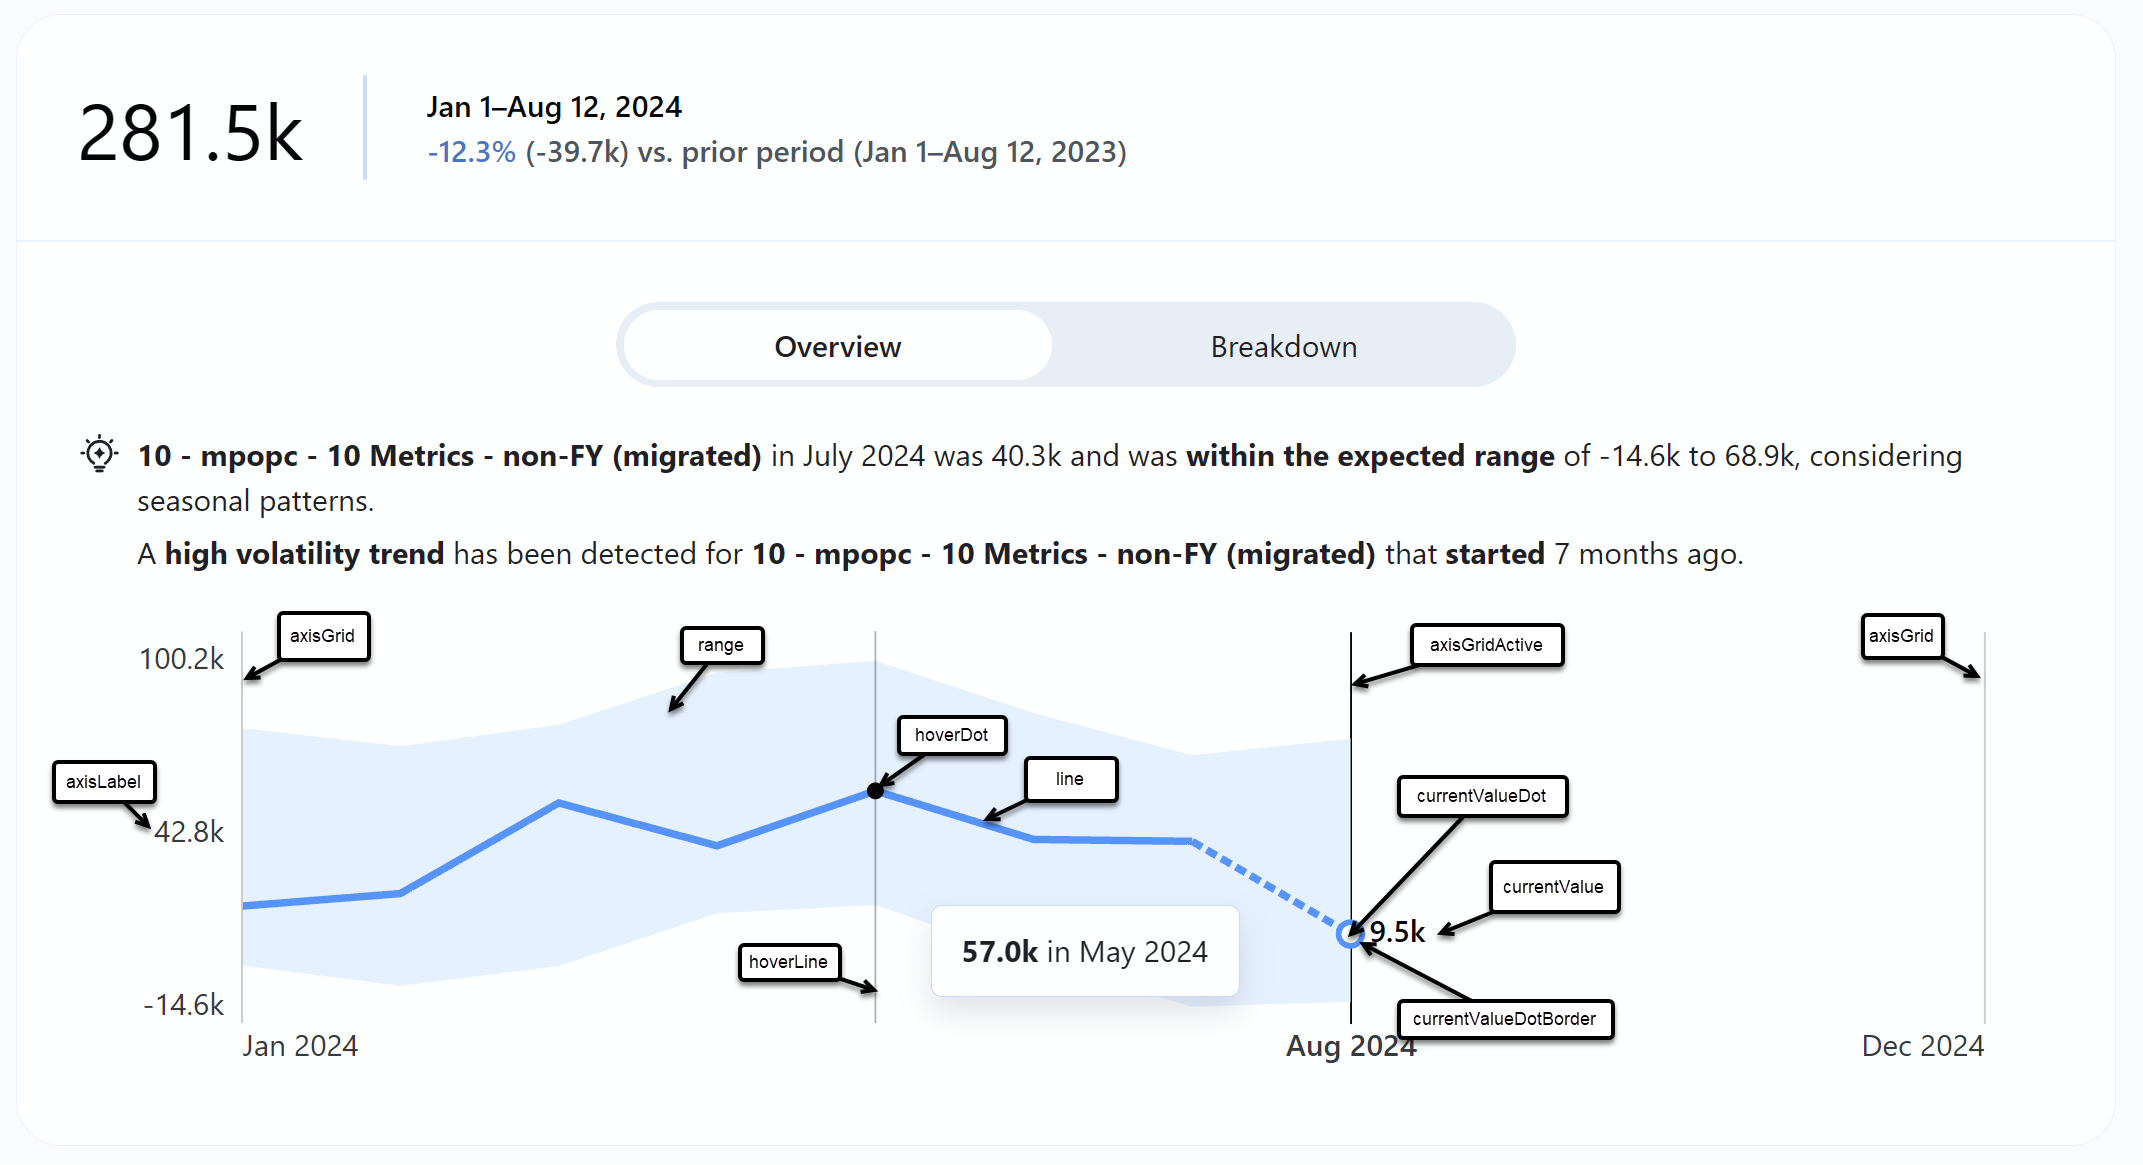 281.5k
Jan 1–Aug 12, 2024
-12.3% (-39.7k) vs. prior period (Jan 1–Aug 12, 2023)
Overview
Breakdown
10 - mpopc - 10 Metrics - non-FY (migrated) in July 2024 was 40.3k and was within the expected range of -14.6k to 68.9k, considering
seasonal patterns.
A high volatility trend has been detected for 10 - mpopc - 10 Metrics - non-FY (migrated) that started 7 months ago.
axisGrid
range
axisGridActive
axisGrid
100.2k
hoverDot
line
axisLabel
currentValueDot
42.8k
currentValue
9.5k
57.0k in May 2024
hoverLine
-14.6k
currentValueDotBorder
Jan 2024
Aug 2024
Dec 2024